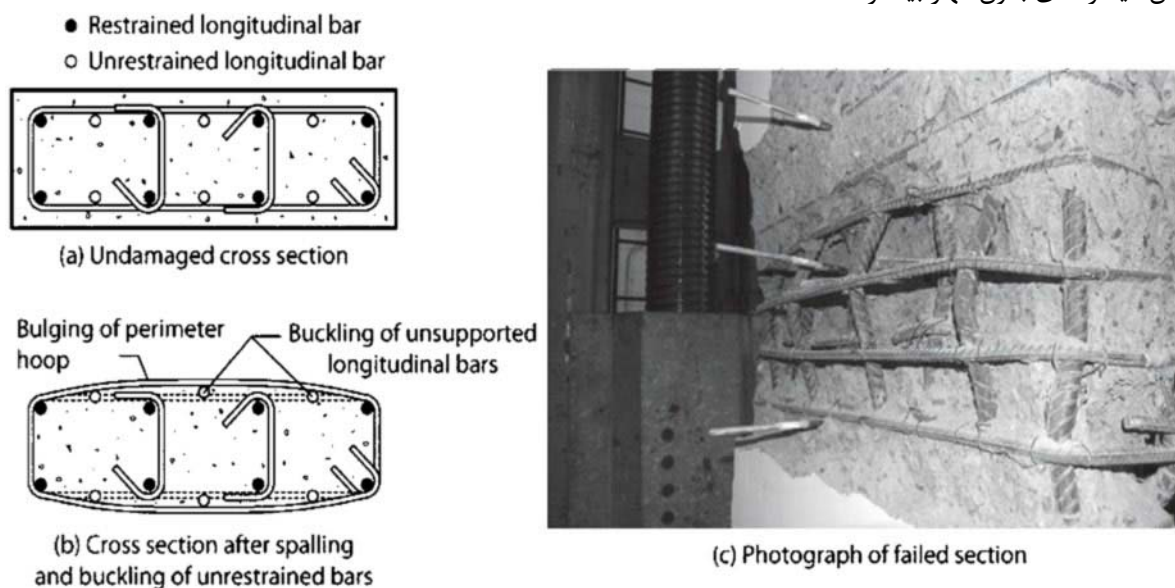 Restrained longitudinal bar
Unrestrained longitudinal bar
(a) Undamaged cross section
Bulging of perimeter
hoop
Buckling of unsupported
longitudinal bars
(b) Cross section after spalling
and buckling of unrestrained bars
(c) Photograph of failed section